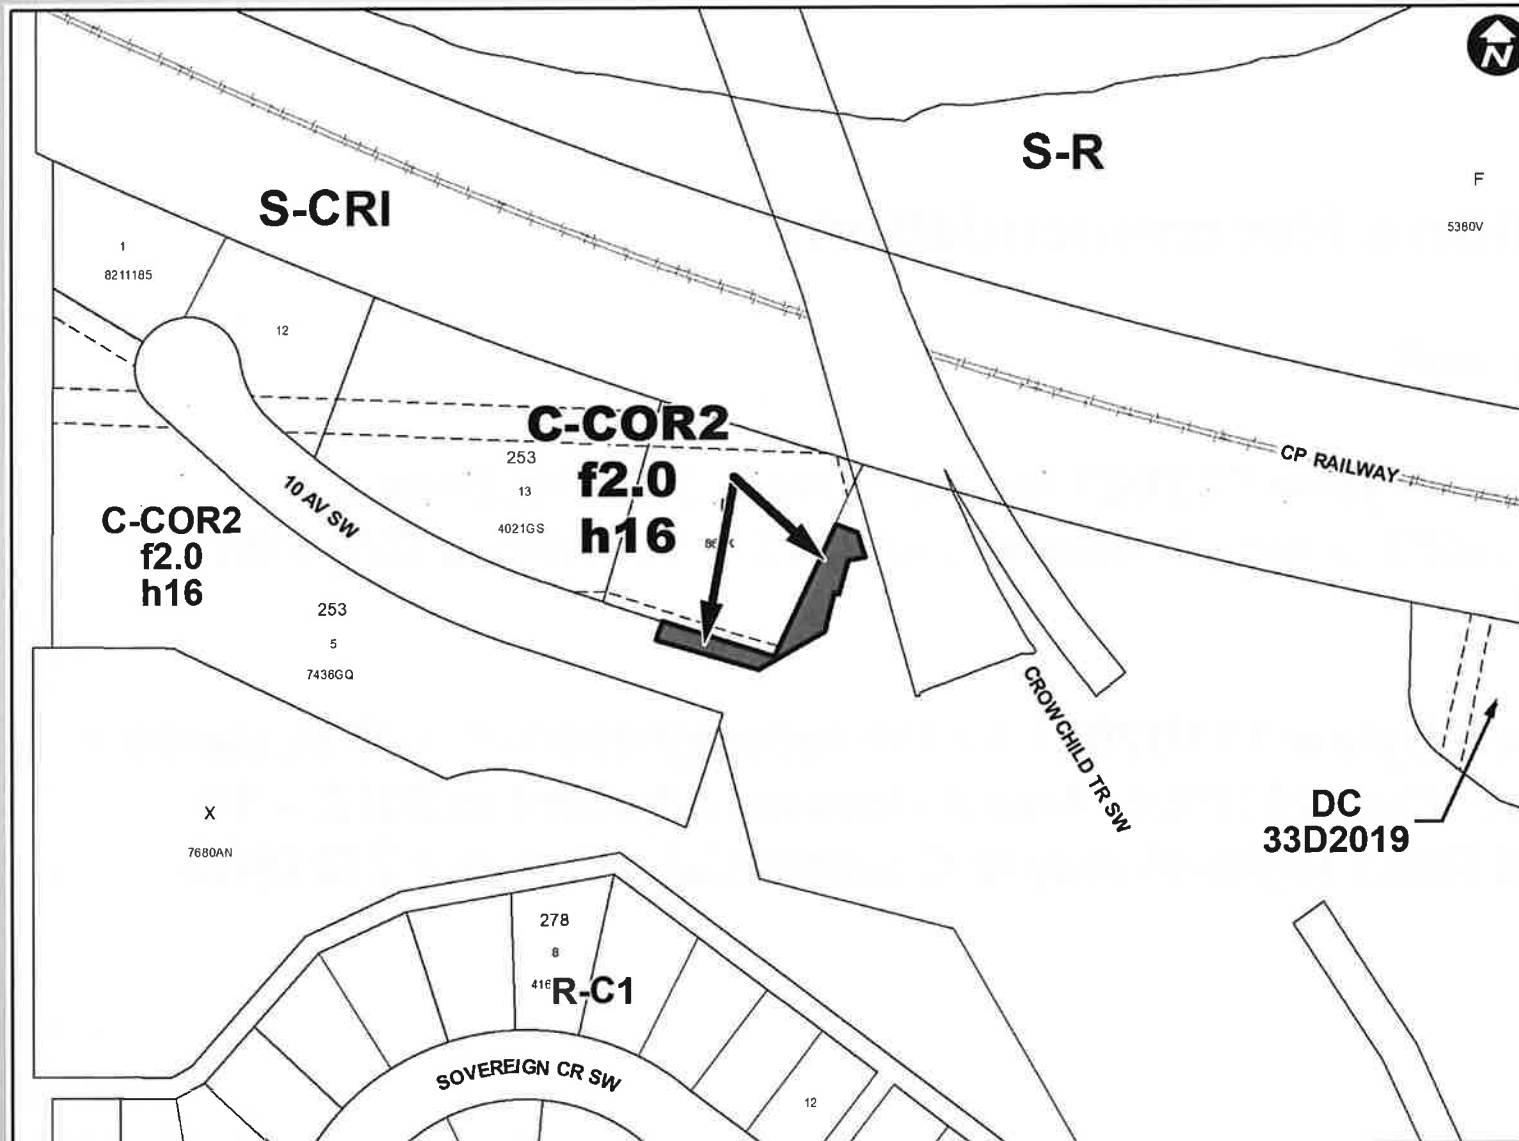 N
S-R
F
5380V
S-CRI
1
8211185
12
C-COR2
f2.0
h16
253
13
4021GS
CP RAILWAY
10 AV SW
C-COR2
f2.0
h16
253
5
7436GQ
CROWCHILD TR SW
DC
33D2019
X
7680AN
278
8
416
R-C1
SOVEREIGN CR SW
12